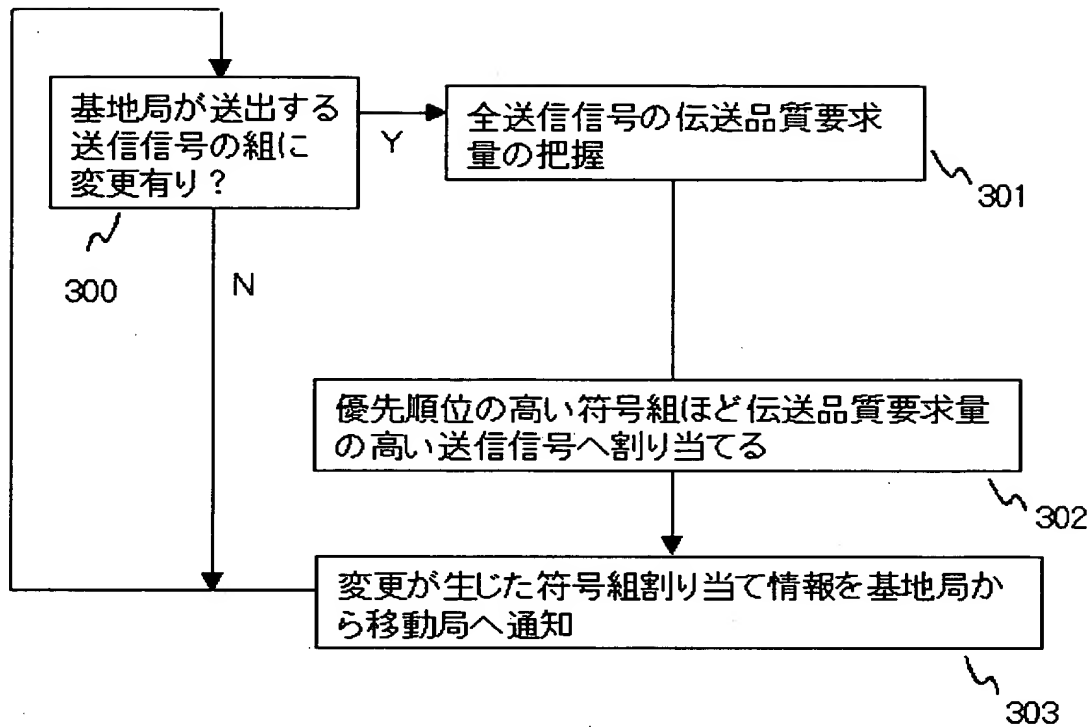 基地局が送出する
送信信号の組に
変更有り？
Y
全送信信号の伝送品質要求
量の把握
301
300
N
優先順位の高い符号組ほど伝送品質要求量
の高い送信信号へ割り当てる
302
変更が生じた符号組割り当て情報を基地局か
ら移動局へ通知
303